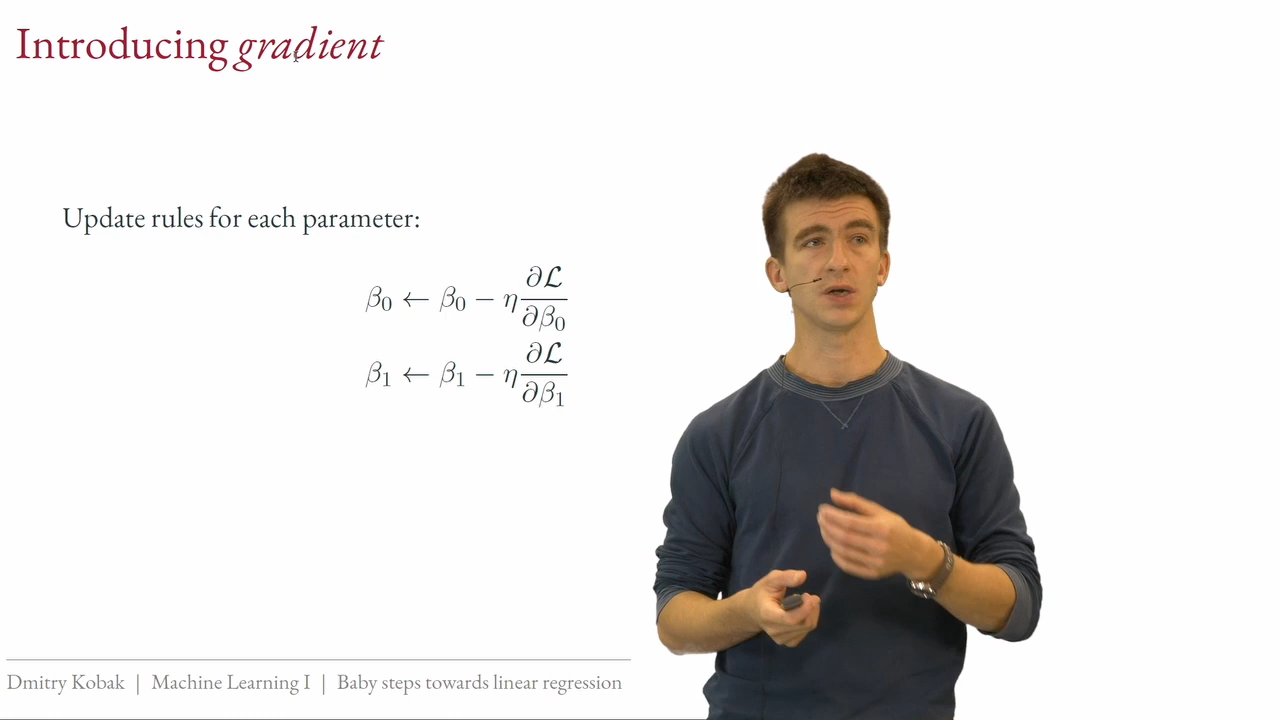 Introducing gradient
Update rules for each parameter:
β₀ ← β₀ − η ∂ℒ/∂β₀
β₁ ← β₁ − η ∂ℒ/∂β₁
Dmitry Kobak | Machine Learning I | Baby steps towards linear regression